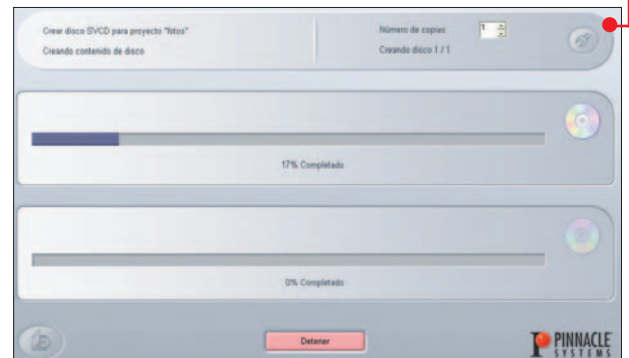 Crear disco SVCD para proyecto "fotos"
Creando contenido de disco
Número de copias 1
Creando disco 1 / 1
17% Completado
0% Completado
Detener
PINNACLE
SYSTEMS